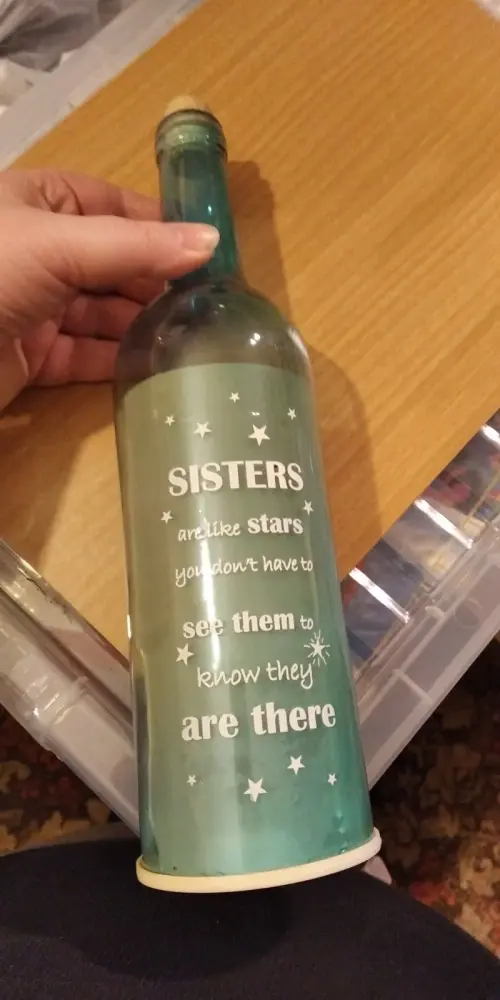 SISTERS
are like stars
you don't have to
see them to
know they
are there